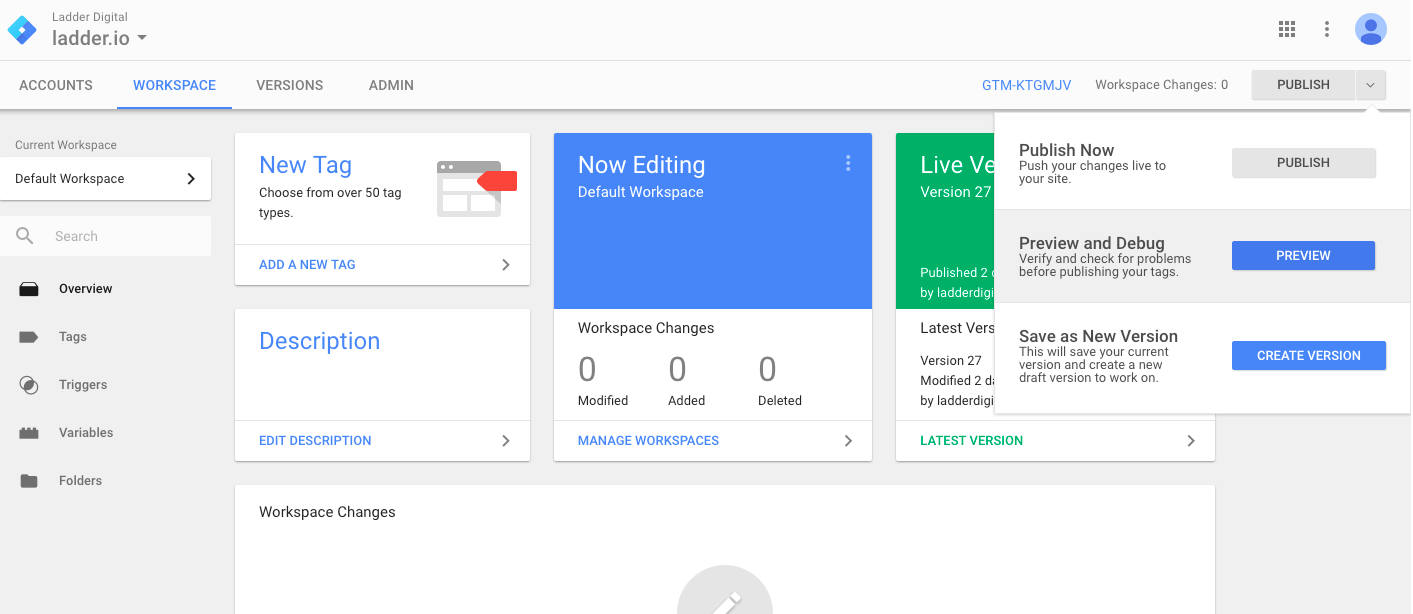 Ladder Digital
ladder.io
ACCOUNTS
WORKSPACE
VERSIONS
ADMIN
GTM-KTGMJV
Workspace Changes: 0
PUBLISH
Current Workspace
Default Workspace
Search
Overview
Tags
Triggers
Variables
Folders
New Tag
Choose from over 50 tag
types.
ADD A NEW TAG
Description
EDIT DESCRIPTION
Now Editing
Default Workspace
Workspace Changes
0 0 0
Modified Added Deleted
MANAGE WORKSPACES
Live Ve
Version 27
Published 2
by ladderdigi
Latest Vers
Version 27
Modified 2 da
by ladderdigi
LATEST VERSION
Publish Now
Push your changes live to
your site.
PUBLISH
Preview and Debug
Verify and check for problems
before publishing your tags.
PREVIEW
Save as New Version
This will save your current
version and create a new
draft version to work on.
CREATE VERSION
Workspace Changes